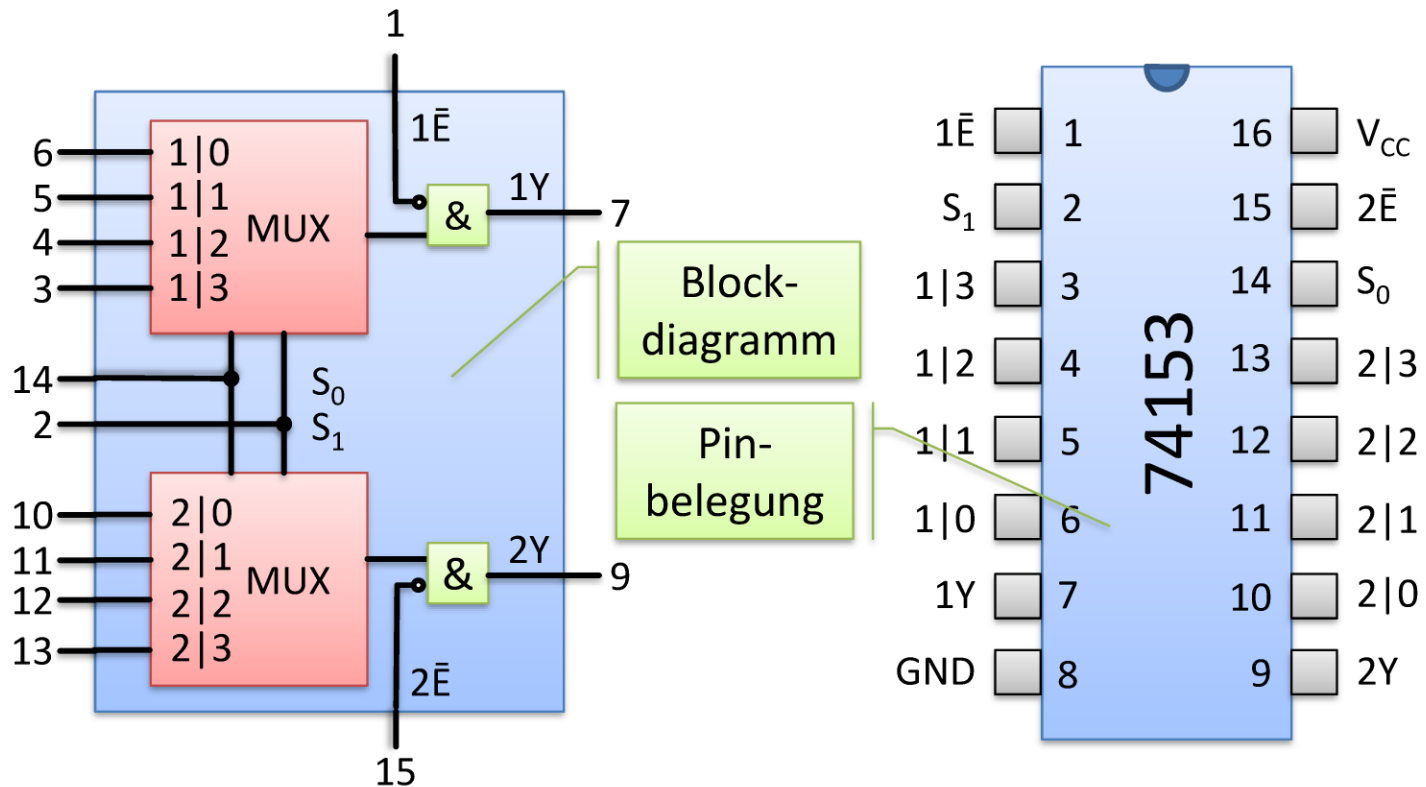 1
1Ē
6
1|0
5
1|1
4
1|2
3
1|3
MUX
&
1Y
7
14
S₀
2
S₁
10
2|0
11
2|1
12
2|2
13
2|3
MUX
&
2Y
9
2Ē
15
Block-
diagramm
Pin-
belegung
1Ē 1 16 V_CC
S₁ 2 15 2Ē
1|3 3 14 S₀
1|2 4 13 2|3
1|1 5 12 2|2
1|0 6 11 2|1
1Y 7 10 2|0
GND 8 9 2Y
74153